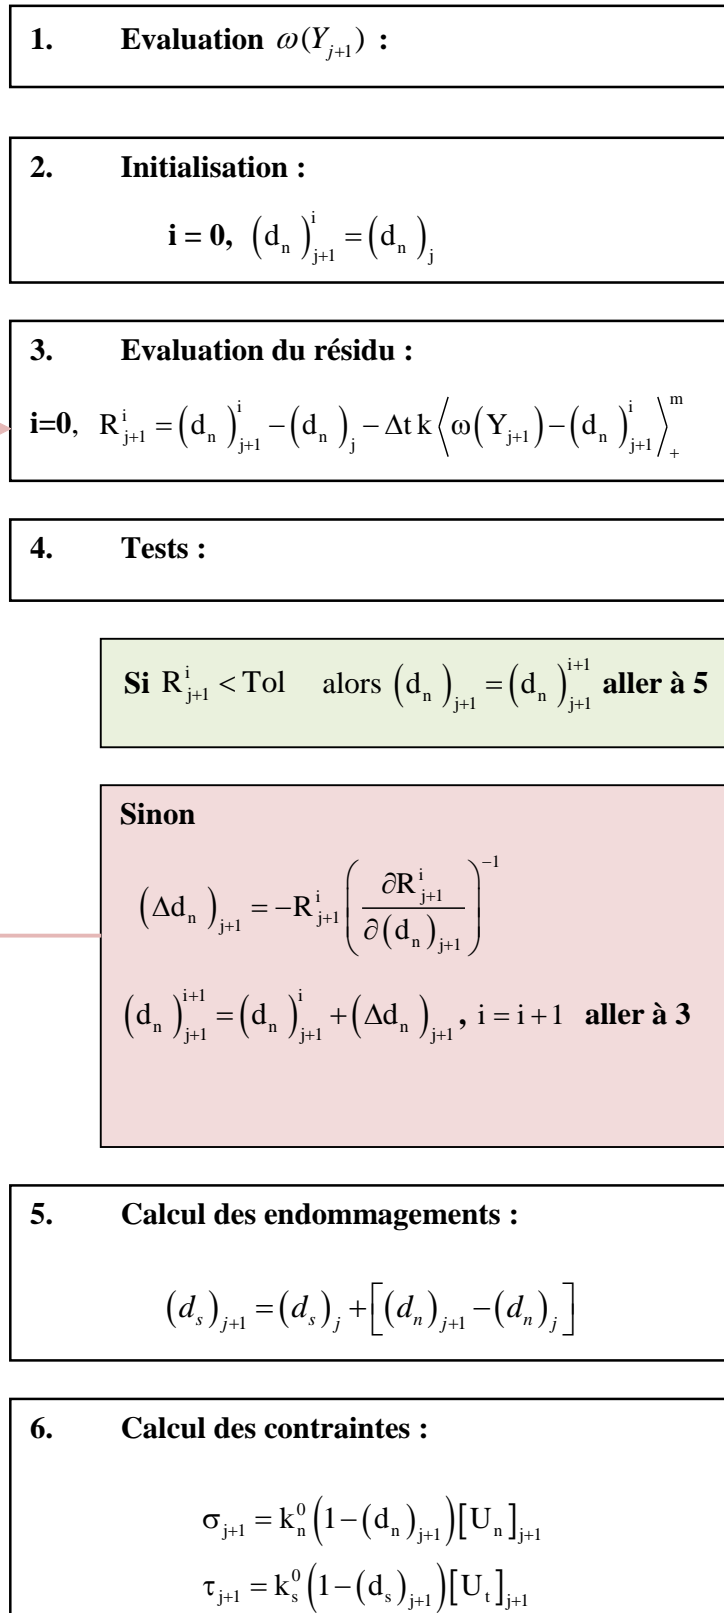 1. Evaluation ω(Y_{j+1}) :
2. Initialisation :
i = 0, (d_n)^i_{j+1} = (d_n)_j
3. Evaluation du résidu :
i=0, R^i_{j+1} = (d_n)^i_{j+1} − (d_n)_j − Δt k ⟨ω(Y_{j+1}) − (d_n)^i_{j+1}⟩^m_+
4. Tests :
Si R^i_{j+1} < Tol alors (d_n)_{j+1} = (d_n)^{i+1}_{j+1} aller à 5
Sinon
(Δd_n)_{j+1} = −R^i_{j+1} (∂R^i_{j+1} / ∂(d_n)_{j+1})^{−1}
(d_n)^{i+1}_{j+1} = (d_n)^i_{j+1} + (Δd_n)_{j+1}, i = i + 1 aller à 3
5. Calcul des endommagements :
(d_s)_{j+1} = (d_s)_j + [(d_n)_{j+1} − (d_n)_j]
6. Calcul des contraintes :
σ_{j+1} = k^0_n (1 − (d_n)_{j+1}) [U_n]_{j+1}
τ_{j+1} = k^0_s (1 − (d_s)_{j+1}) [U_t]_{j+1}